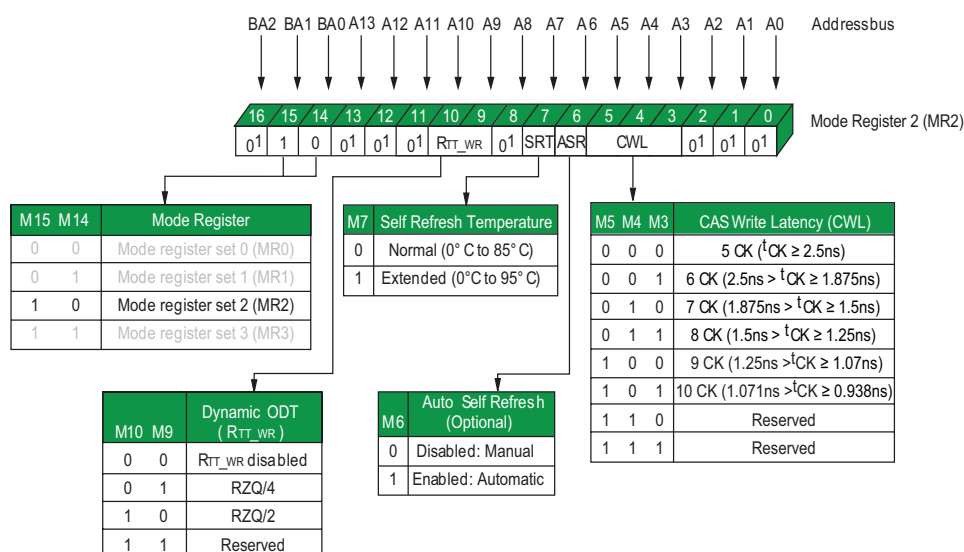 BA2 BA1 BA0 A13 A12 A11 A10 A9 A8 A7 A6 A5 A4 A3 A2 A1 A0 Addressbus
16 15 14 13 12 11 10 9 8 7 6 5 4 3 2 1 0
Mode Register 2 (MR2)
0¹ 1 0 0¹ 0¹ 0¹ RTT_WR 0¹ SRT ASR CWL 0¹ 0¹ 0¹
M15 M14 Mode Register
0 0 Mode register set 0 (MR0)
0 1 Mode register set 1 (MR1)
1 0 Mode register set 2 (MR2)
1 1 Mode register set 3 (MR3)
M7 Self Refresh Temperature
0 Normal (0° C to 85° C)
1 Extended (0°C to 95° C)
M5 M4 M3 CAS Write Latency (CWL)
0 0 0 5 CK (tCK ≥ 2.5ns)
0 0 1 6 CK (2.5ns > tCK ≥ 1.875ns)
0 1 0 7 CK (1.875ns > tCK ≥ 1.5ns)
0 1 1 8 CK (1.5ns > tCK ≥ 1.25ns)
1 0 0 9 CK (1.25ns >tCK ≥ 1.07ns)
1 0 1 10 CK (1.071ns >tCK ≥ 0.938ns)
1 1 0 Reserved
1 1 1 Reserved
Dynamic ODT
M10 M9 (RTT_WR)
0 0 RTT_WR disabled
0 1 RZQ/4
1 0 RZQ/2
1 1 Reserved
Auto Self Refresh
M6 (Optional)
0 Disabled: Manual
1 Enabled: Automatic